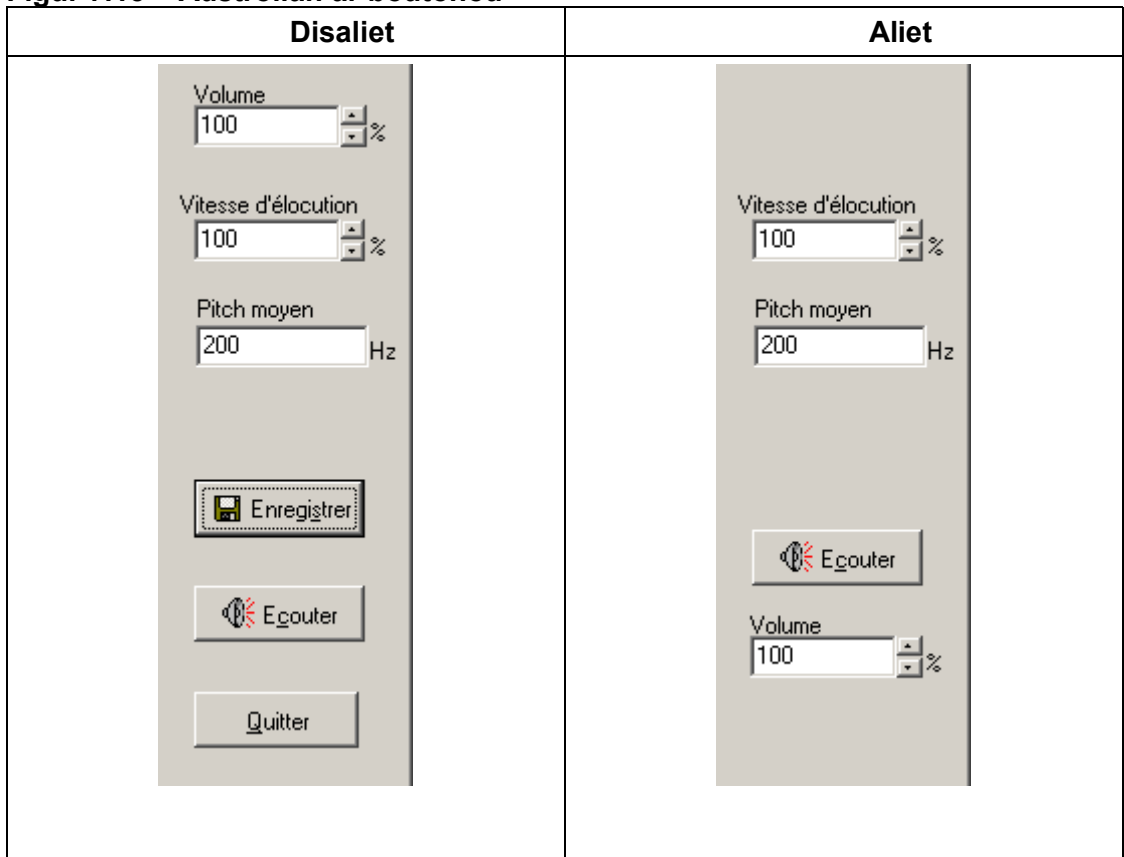 Disaliet
Aliet
Volume
100
%
Vitesse d'élocution
100
%
Pitch moyen
200
Hz
Enregistrer
Ecouter
Quitter
Vitesse d'élocution
100
%
Pitch moyen
200
Hz
Ecouter
Volume
100
%